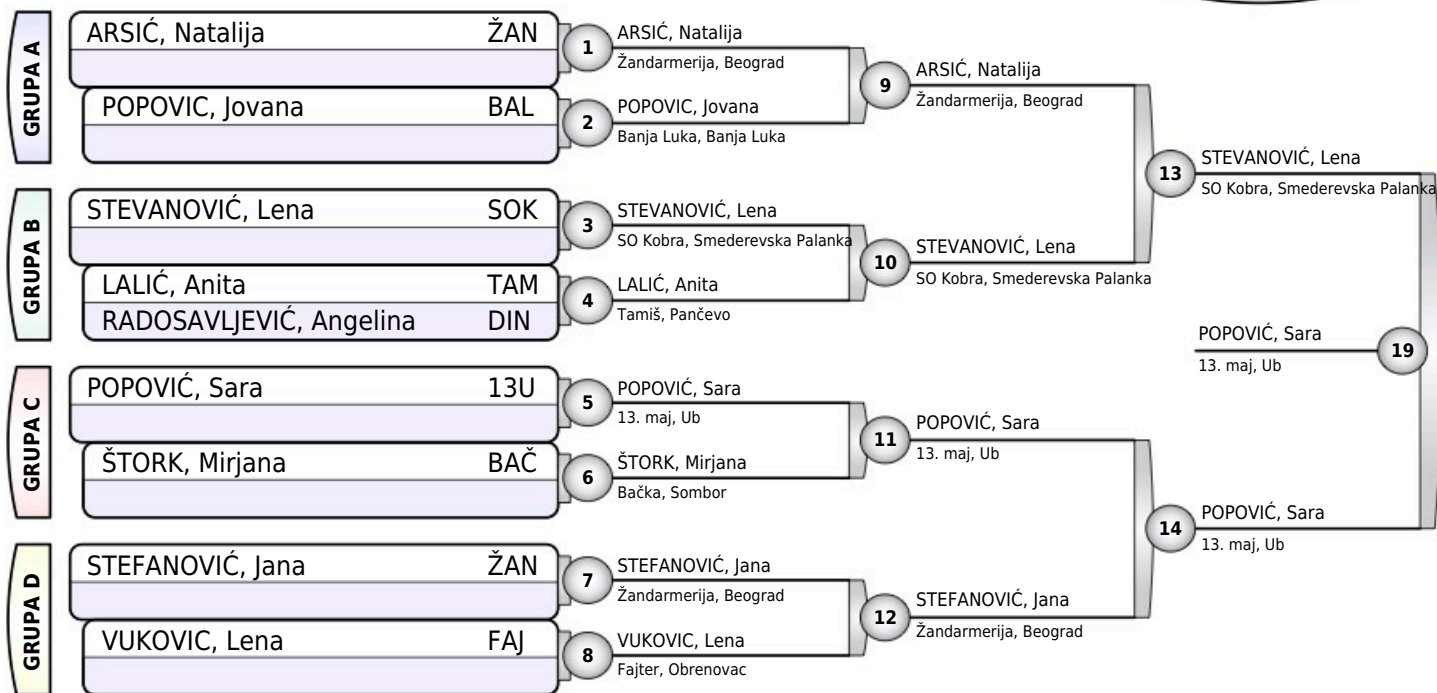 GRUPA A
ARSIĆ, Natalija ŽAN
POPOVIC, Jovana BAL
GRUPA B
STEVANOVIĆ, Lena SOK
LALIĆ, Anita TAM
RADOSAVLJEVIĆ, Angelina DIN
GRUPA C
POPOVIĆ, Sara 13U
ŠTORK, Mirjana BAČ
GRUPA D
STEFANOVIĆ, Jana ŽAN
VUKOVIC, Lena FAJ
1
ARSIĆ, Natalija
Žandarmerija, Beograd
2
POPOVIC, Jovana
Banja Luka, Banja Luka
3
STEVANOVIĆ, Lena
SO Kobra, Smederevska Palanka
4
LALIĆ, Anita
Tamiš, Pančevo
5
POPOVIĆ, Sara
13. maj, Ub
6
ŠTORK, Mirjana
Bačka, Sombor
7
STEFANOVIĆ, Jana
Žandarmerija, Beograd
8
VUKOVIC, Lena
Fajter, Obrenovac
9
ARSIĆ, Natalija
Žandarmerija, Beograd
10
STEVANOVIĆ, Lena
SO Kobra, Smederevska Palanka
11
POPOVIĆ, Sara
13. maj, Ub
12
STEFANOVIĆ, Jana
Žandarmerija, Beograd
13
STEVANOVIĆ, Lena
SO Kobra, Smederevska Palanka
14
POPOVIĆ, Sara
13. maj, Ub
POPOVIĆ, Sara
13. maj, Ub
19